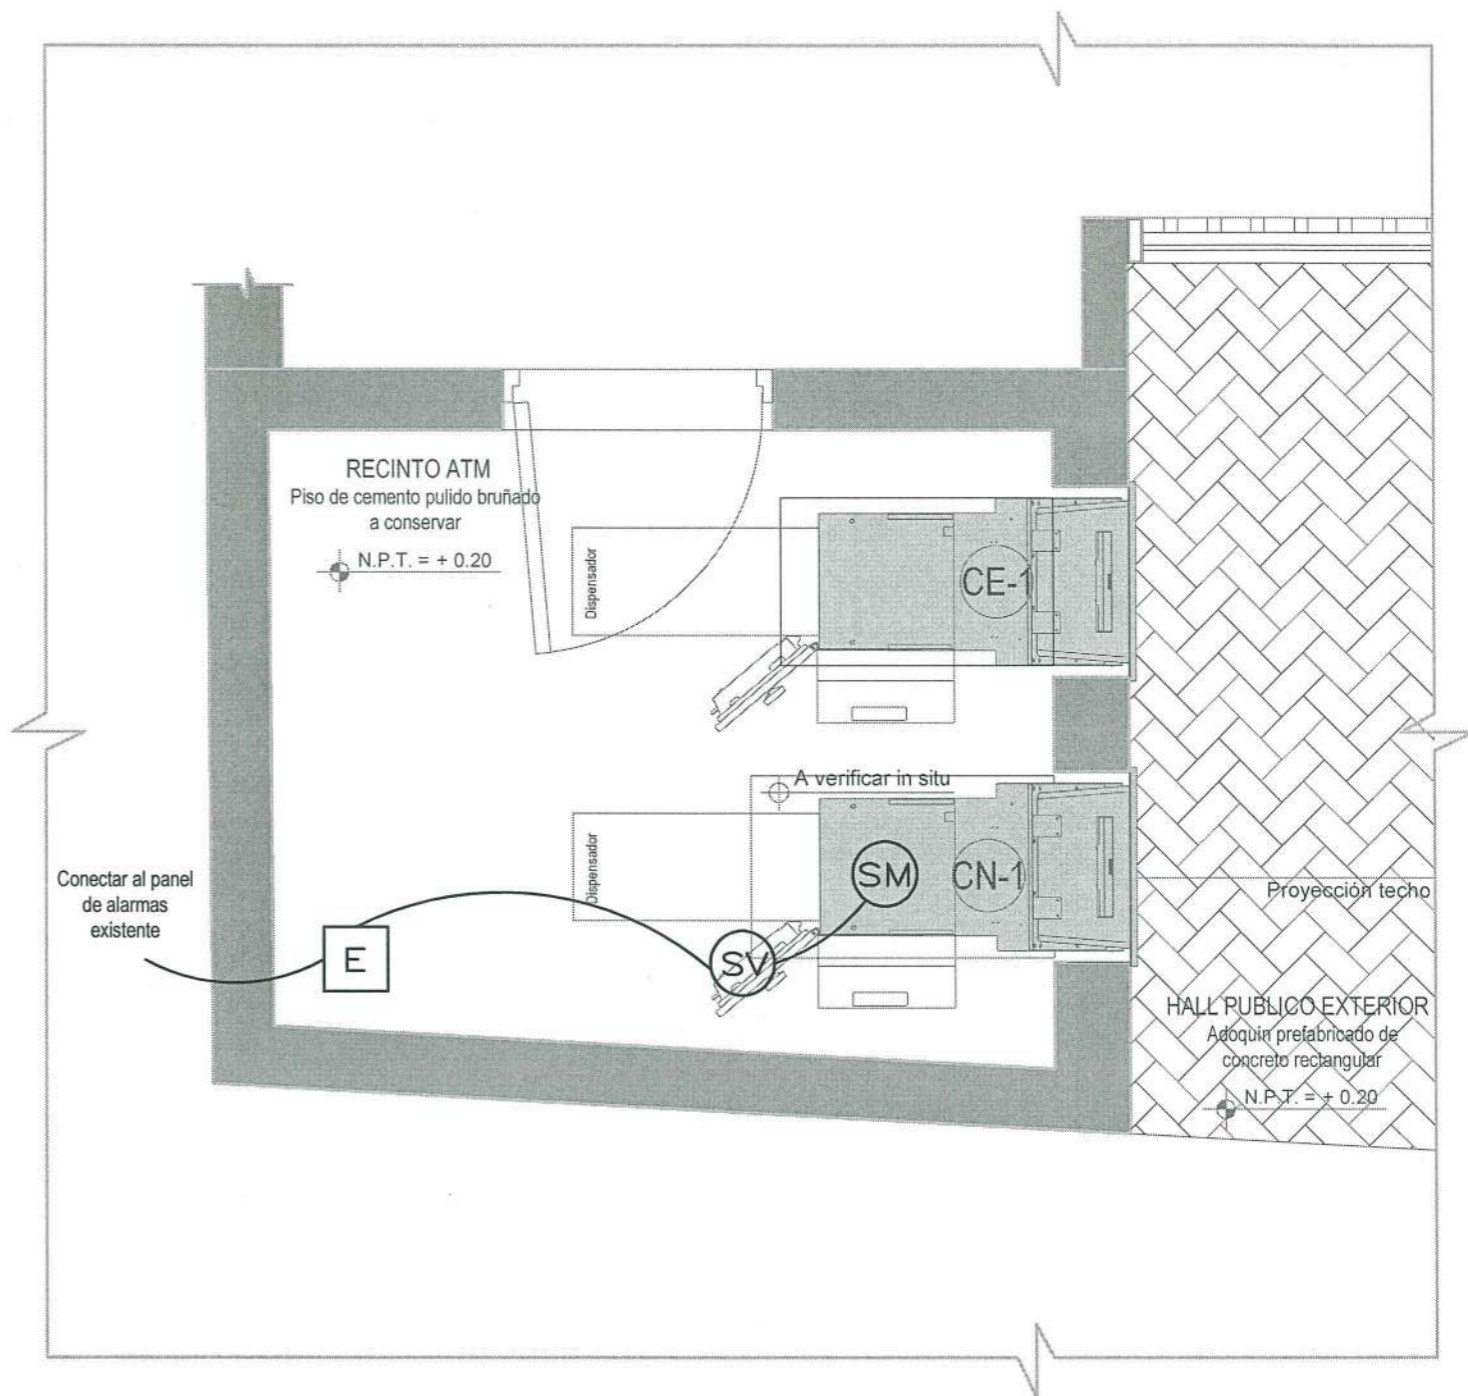 RECINTO ATM
Piso de cemento pulido bruñado
a conservar
N.P.T. = + 0.20
Dispensador
CE-1
A verificar in situ
Dispensador
SM
CN-1
Conectar al panel
de alarmas
existente
E
SV
Proyección techo
HALL PUBLICO EXTERIOR
Adoquin prefabricado de
concreto rectangular
N.P.T. = + 0.20